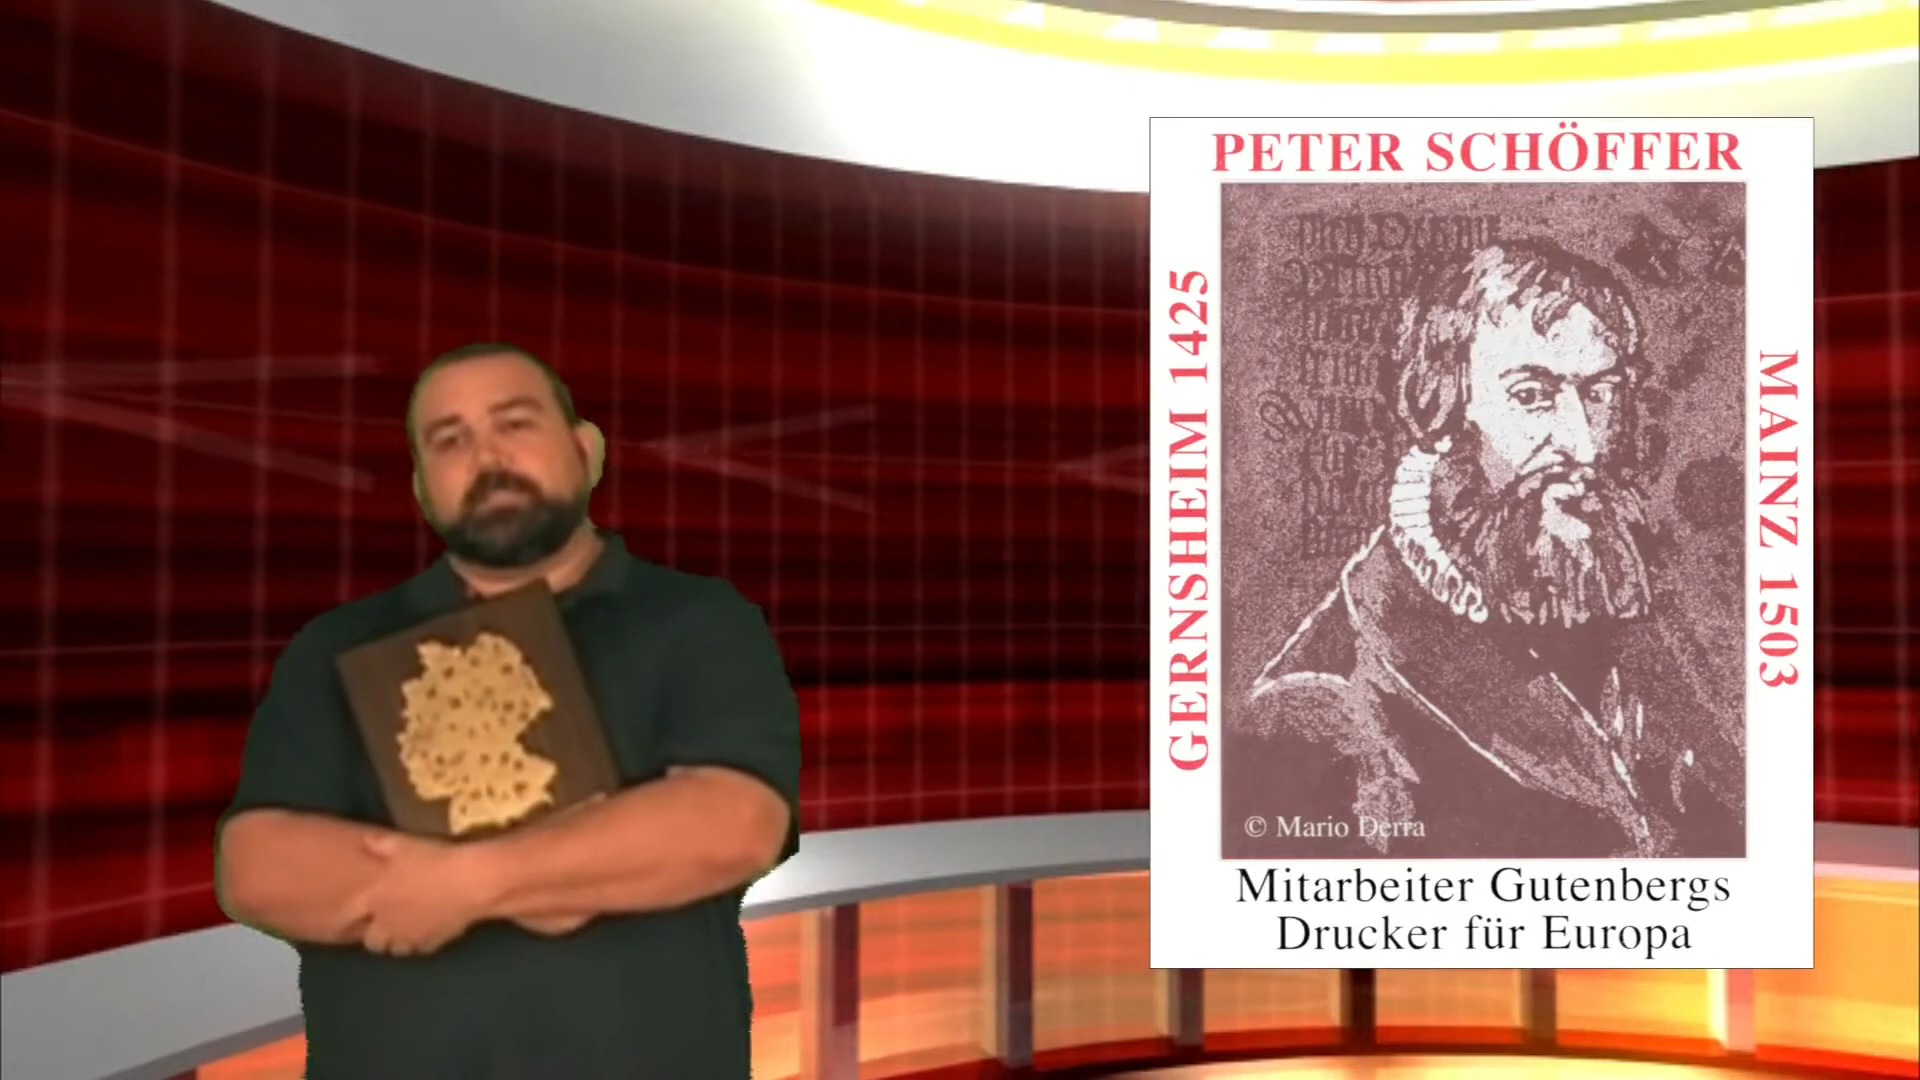 PETER SCHÖFFER
GERNSHEIM 1425
MAINZ 1503
© Mario Derra
Mitarbeiter Gutenbergs
Drucker für Europa